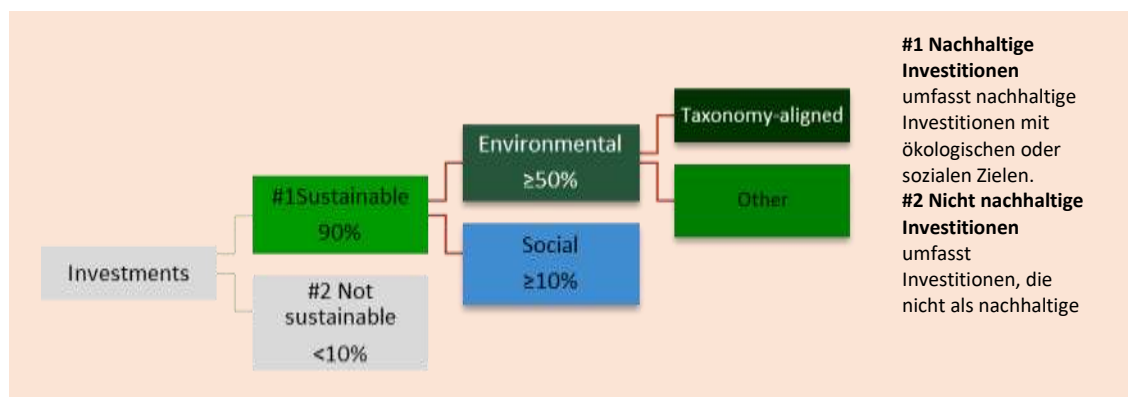 Investments
#1Sustainable
90%
#2 Not
sustainable
<10%
Environmental
≥50%
Social
≥10%
Taxonomy-aligned
Other
#1 Nachhaltige
Investitionen
umfasst nachhaltige
Investitionen mit
ökologischen oder
sozialen Zielen.
#2 Nicht nachhaltige
Investitionen
umfasst
Investitionen, die
nicht als nachhaltige